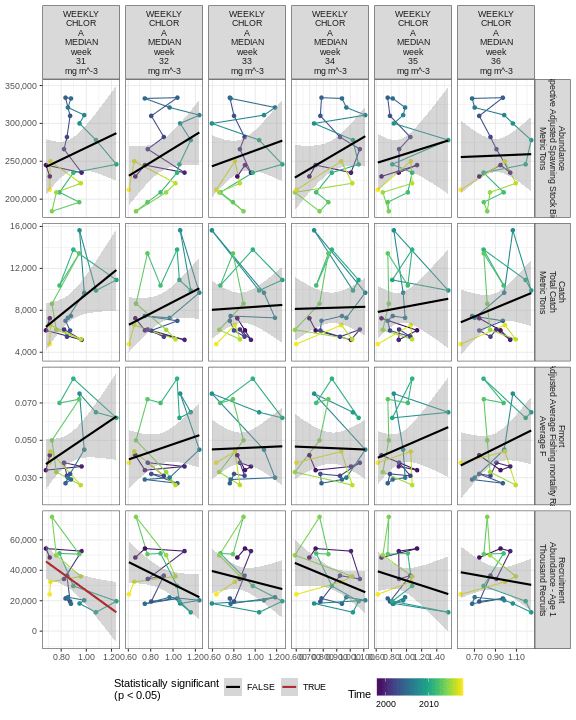 WEEKLY CHLOR A MEDIAN week 31 mg m^-3
WEEKLY CHLOR A MEDIAN week 32 mg m^-3
WEEKLY CHLOR A MEDIAN week 33 mg m^-3
WEEKLY CHLOR A MEDIAN week 34 mg m^-3
WEEKLY CHLOR A MEDIAN week 35 mg m^-3
WEEKLY CHLOR A MEDIAN week 36 mg m^-3
350,000
300,000
250,000
200,000
Abundance
Adjusted Spawning Stock
Metric Tons
16,000
12,000
8,000
4,000
Catch
Total Catch
Metric Tons
0.070
0.050
0.030
Fmort
Average Fishing mortality
Average F
60,000
40,000
20,000
0
Recruitment
Abundance - Age 1
Thousand Recruits
0.80 1.00 1.20
0.60 0.80 1.00 1.20
0.60 0.80 1.00
0.80 1.00 1.20 1.40
0.70 0.90 1.10
Statistically significant
(p < 0.05)
FALSE
TRUE
Time
2000 2010